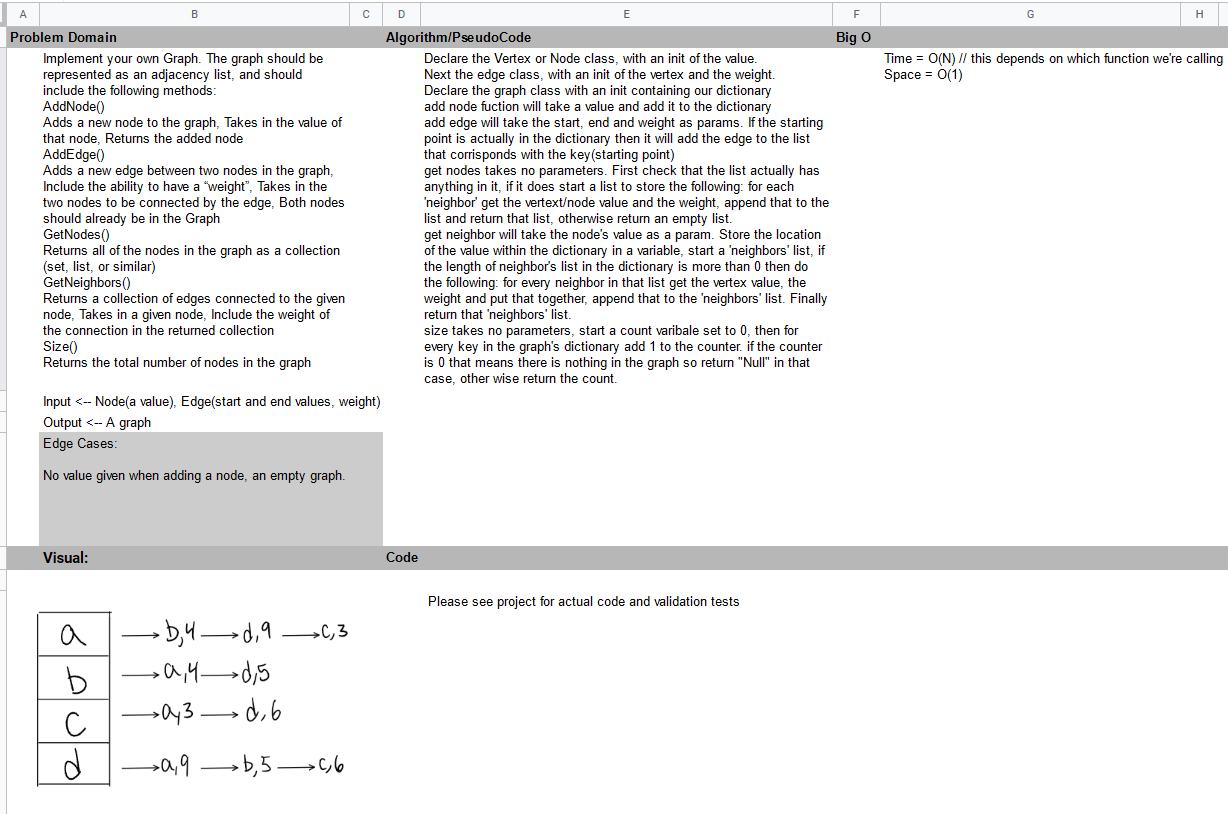 A B C D E F G H
Problem Domain
Algorithm/PseudoCode
Big O
Implement your own Graph. The graph should be
represented as an adjacency list, and should
include the following methods:
AddNode()
Adds a new node to the graph, Takes in the value of
that node, Returns the added node
AddEdge()
Adds a new edge between two nodes in the graph,
Include the ability to have a “weight”, Takes in the
two nodes to be connected by the edge, Both nodes
should already be in the Graph
GetNodes()
Returns all of the nodes in the graph as a collection
(set, list, or similar)
GetNeighbors()
Returns a collection of edges connected to the given
node, Takes in a given node, Include the weight of
the connection in the returned collection
Size()
Returns the total number of nodes in the graph
Input <-- Node(a value), Edge(start and end values, weight)
Output <-- A graph
Edge Cases:
No value given when adding a node, an empty graph.
Declare the Vertex or Node class, with an init of the value.
Next the edge class, with an init of the vertex and the weight.
Declare the graph class with an init containing our dictionary
add node fuction will take a value and add it to the dictionary
add edge will take the start, end and weight as params. If the starting
point is actually in the dictionary then it will add the edge to the list
that corrisponds with the key(starting point)
get nodes takes no parameters. First check that the list actually has
anything in it, if it does start a list to store the following: for each
'neighbor' get the vertext/node value and the weight, append that to the
list and return that list, otherwise return an empty list.
get neighbor will take the node's value as a param. Store the location
of the value within the dictionary in a variable, start a 'neighbors' list, if
the length of neighbor's list in the dictionary is more than 0 then do
the following: for every neighbor in that list get the vertex value, the
weight and put that together, append that to the 'neighbors' list. Finally
return that 'neighbors' list.
size takes no parameters, start a count varibale set to 0, then for
every key in the graph's dictionary add 1 to the counter. if the counter
is 0 that means there is nothing in the graph so return "Null" in that
case, other wise return the count.
Time = O(N) // this depends on which function we're calling
Space = O(1)
Visual:
Code
Please see project for actual code and validation tests
a → b,4 → d,9 → c,3
b → a,4 → d,5
c → a,3 → d,6
d → a,9 → b,5 → c,6